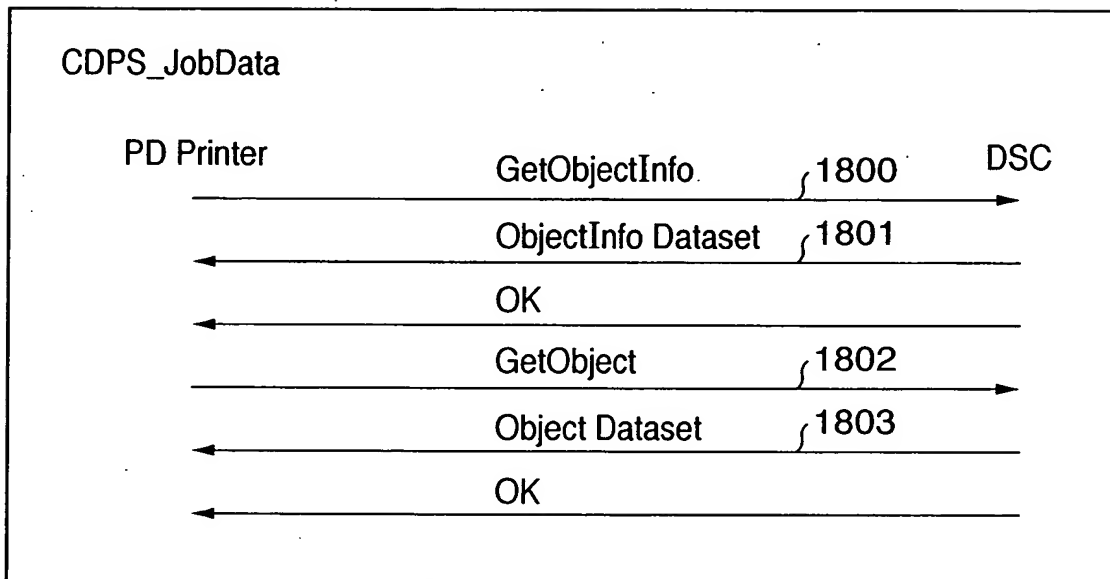 CDPS_JobData
PD Printer
DSC
GetObjectInfo 1800
ObjectInfo Dataset 1801
OK
GetObject 1802
Object Dataset 1803
OK